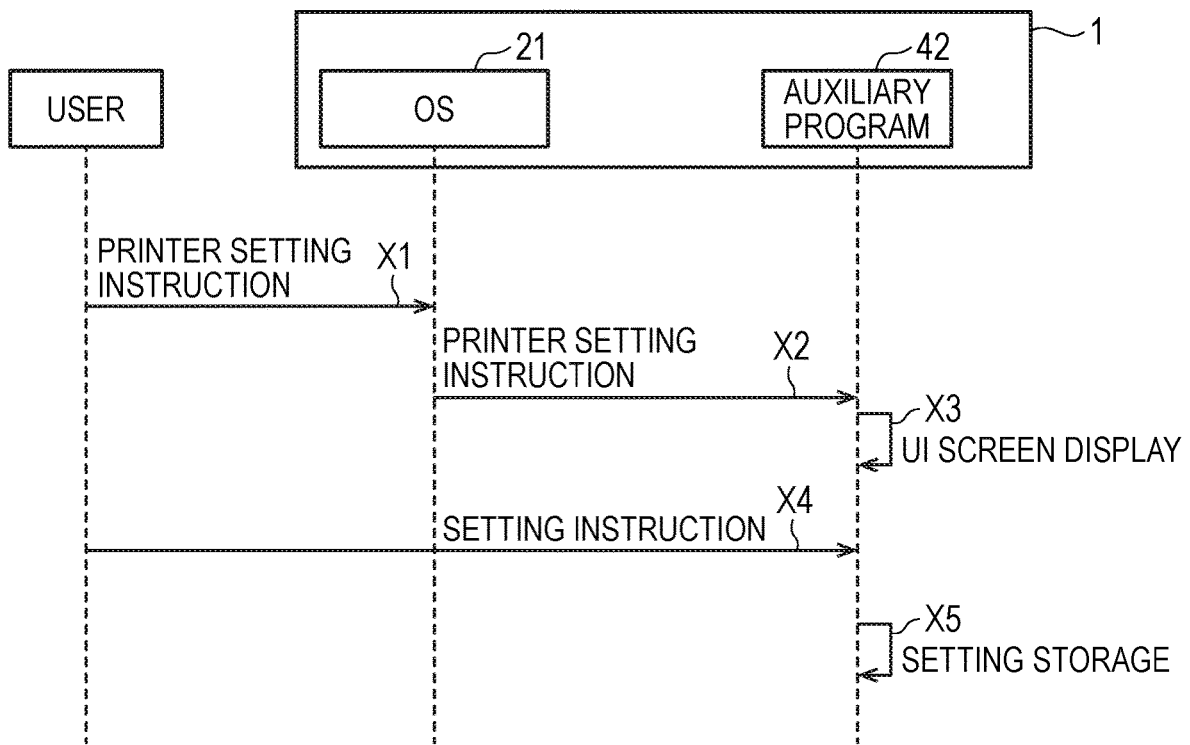 1
21
42
USER
OS
AUXILIARY
PROGRAM
PRINTER SETTING
INSTRUCTION
X1
PRINTER SETTING
INSTRUCTION
X2
X3
UI SCREEN DISPLAY
X4
SETTING INSTRUCTION
X5
SETTING STORAGE